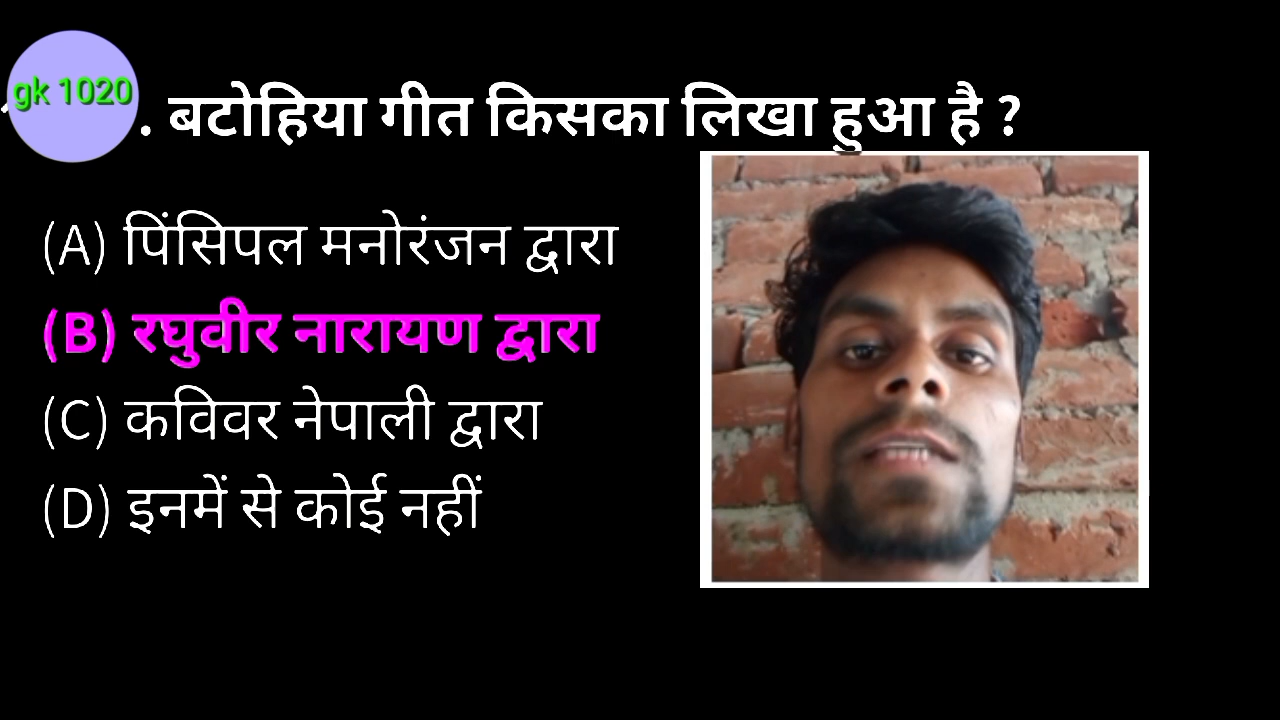 gk 1020
. बटोहिया गीत किसका लिखा हुआ है ?
(A) पिंसिपल मनोरंजन द्वारा
(B) रघुवीर नारायण द्वारा
(C) कविवर नेपाली द्वारा
(D) इनमें से कोई नहीं